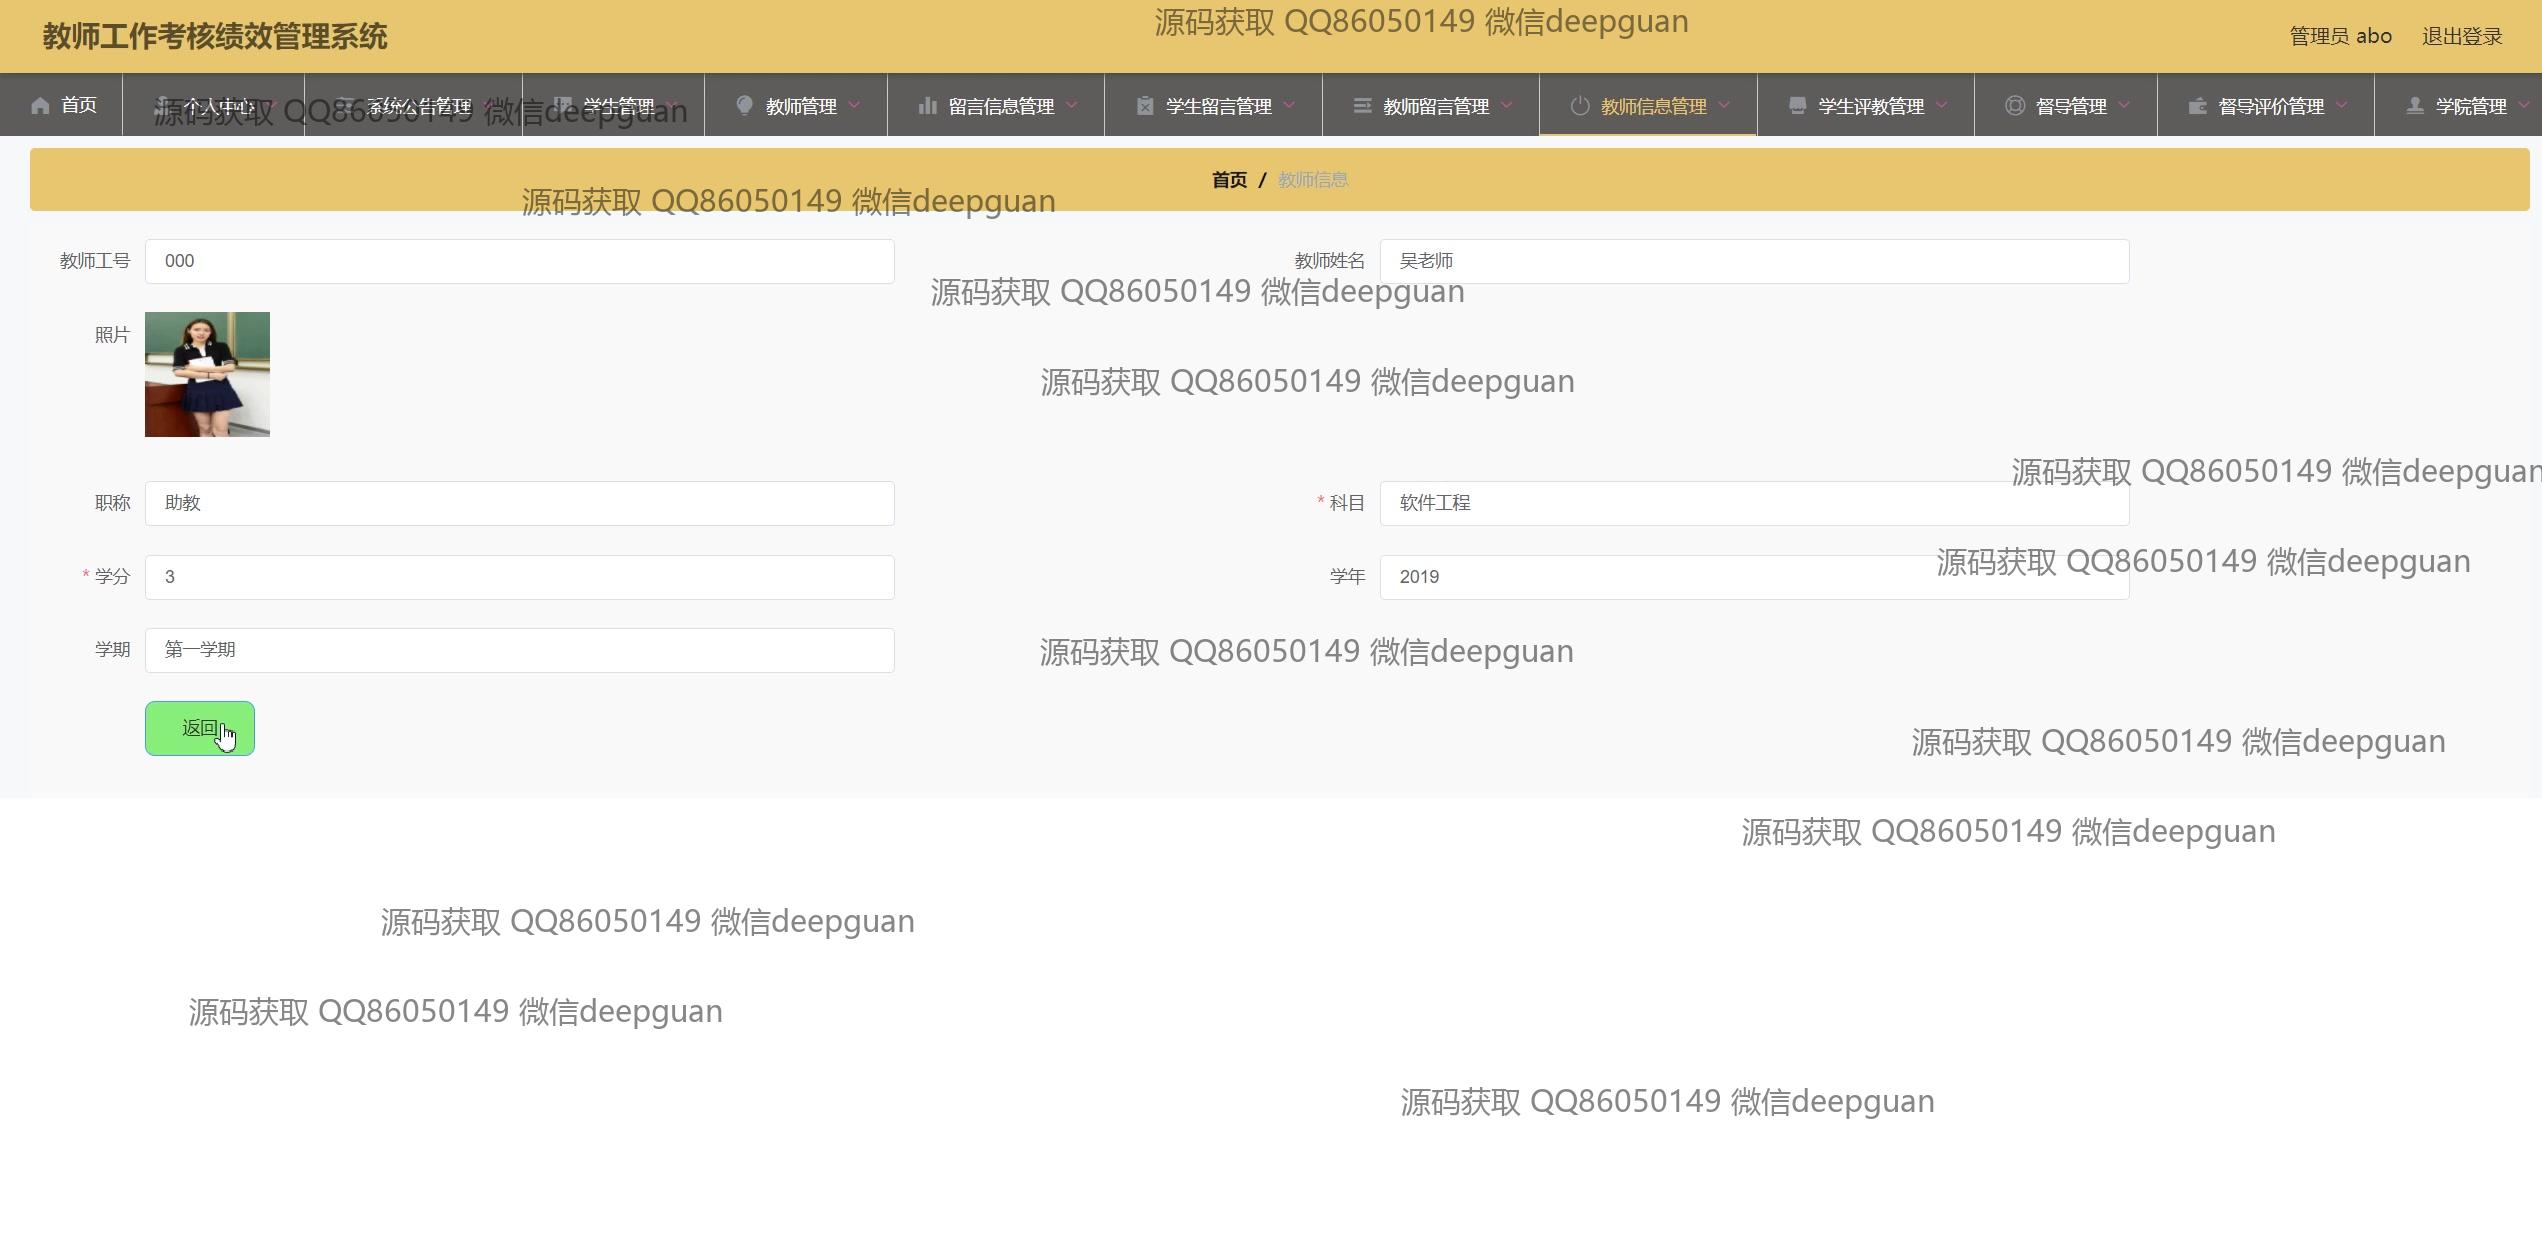 教师工作考核绩效管理系统
源码获取 QQ86050149 微信deepguan
管理员 abo
退出登录
首页
个人中心
系统公告管理
学生管理
教师管理
留言信息管理
学生留言管理
教师留言管理
教师信息管理
学生评教管理
督导管理
督导评价管理
学院管理
源码获取 QQ86050149 微信deepguan
首页 / 教师信息
源码获取 QQ86050149 微信deepguan
教师工号 000
教师姓名 吴老师
源码获取 QQ86050149 微信deepguan
照片
源码获取 QQ86050149 微信deepguan
源码获取 QQ86050149 微信deepguan
职称 助教
* 科目 软件工程
源码获取 QQ86050149 微信deepguan
* 学分 3
学年 2019
学期 第一学期
源码获取 QQ86050149 微信deepguan
返回
源码获取 QQ86050149 微信deepguan
源码获取 QQ86050149 微信deepguan
源码获取 QQ86050149 微信deepguan
源码获取 QQ86050149 微信deepguan
源码获取 QQ86050149 微信deepguan